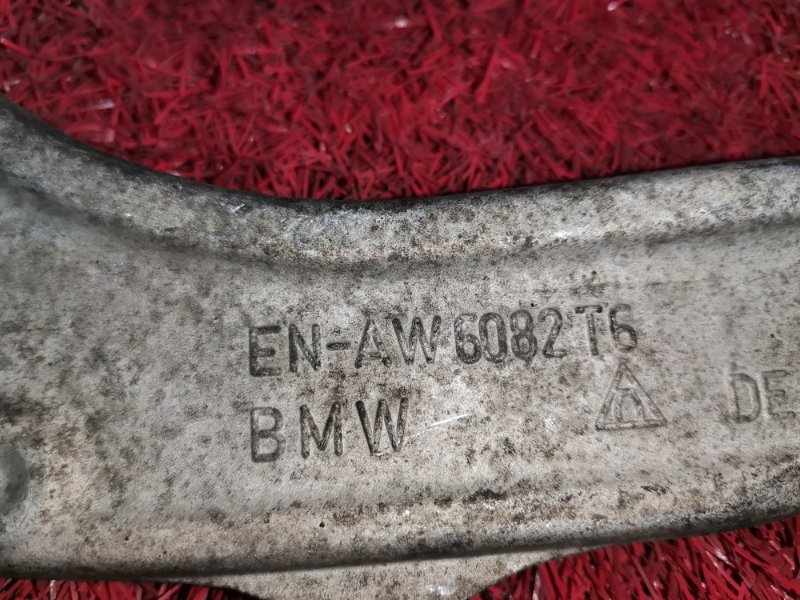 EN-AW 6082 T6
BMW DE